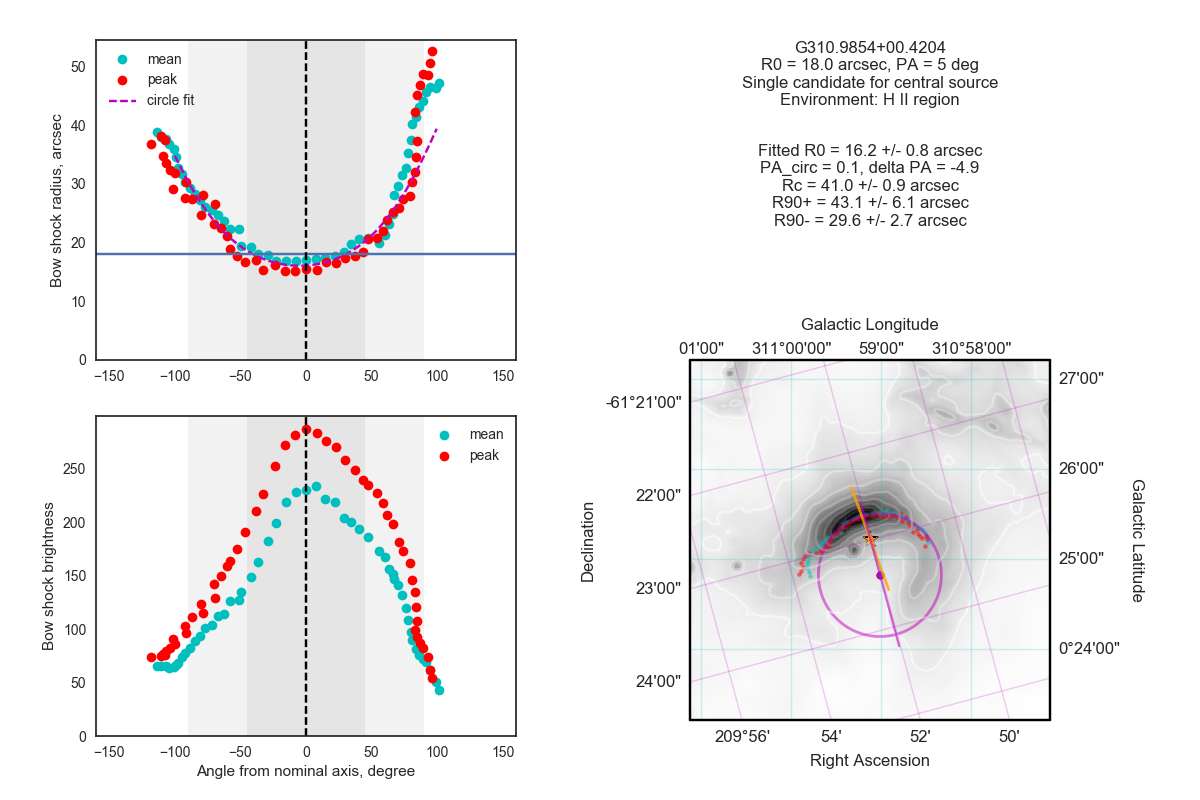 50
40
30
20
10
0
Bow shock radius, arcsec
mean
peak
circle fit
−150 −100 −50 0 50 100 150
250
200
150
100
50
0
Bow shock brightness
mean
peak
−150 −100 −50 0 50 100 150
Angle from nominal axis, degree
G310.9854+00.4204
R0 = 18.0 arcsec, PA = 5 deg
Single candidate for central source
Environment: H II region
Fitted R0 = 16.2 +/- 0.8 arcsec
PA_circ = 0.1, delta PA = -4.9
Rc = 41.0 +/- 0.9 arcsec
R90+ = 43.1 +/- 6.1 arcsec
R90- = 29.6 +/- 2.7 arcsec
Galactic Longitude
01'00" 311°00'00" 59'00" 310°58'00"
-61°21'00"
22'00"
23'00"
24'00"
Declination
27'00"
26'00"
25'00"
0°24'00"
Galactic Latitude
209°56' 54' 52' 50'
Right Ascension